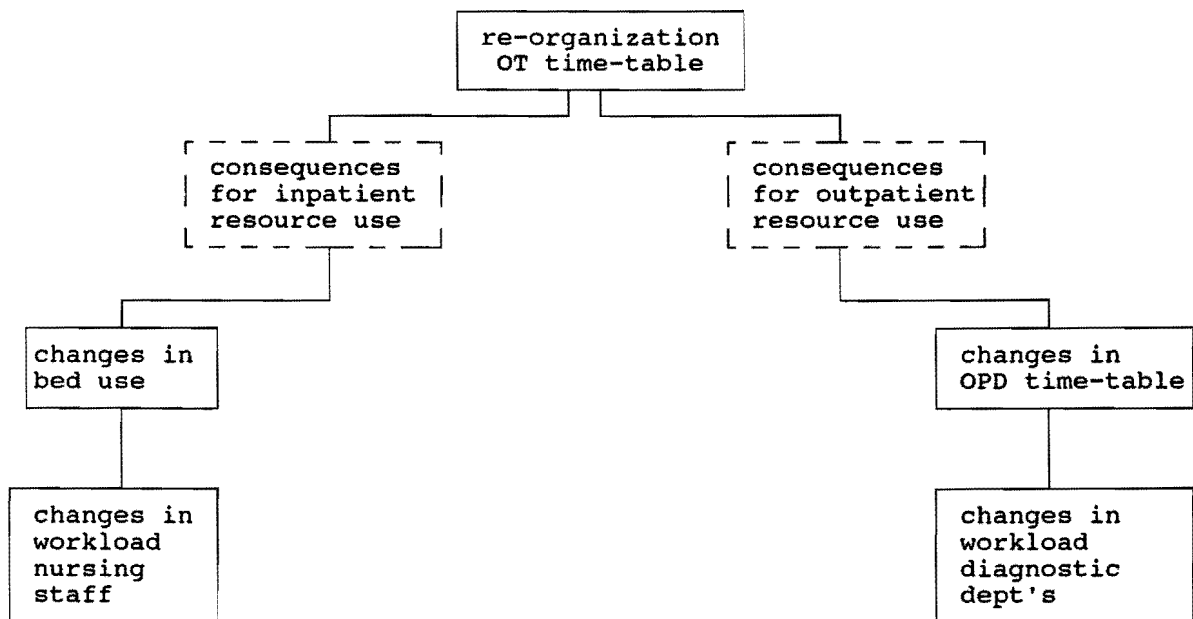 re-organization
OT time-table
consequences
for inpatient
resource use
consequences
for outpatient
resource use
changes in
bed use
changes in
OPD time-table
changes in
workload
nursing
staff
changes in
workload
diagnostic
dept's